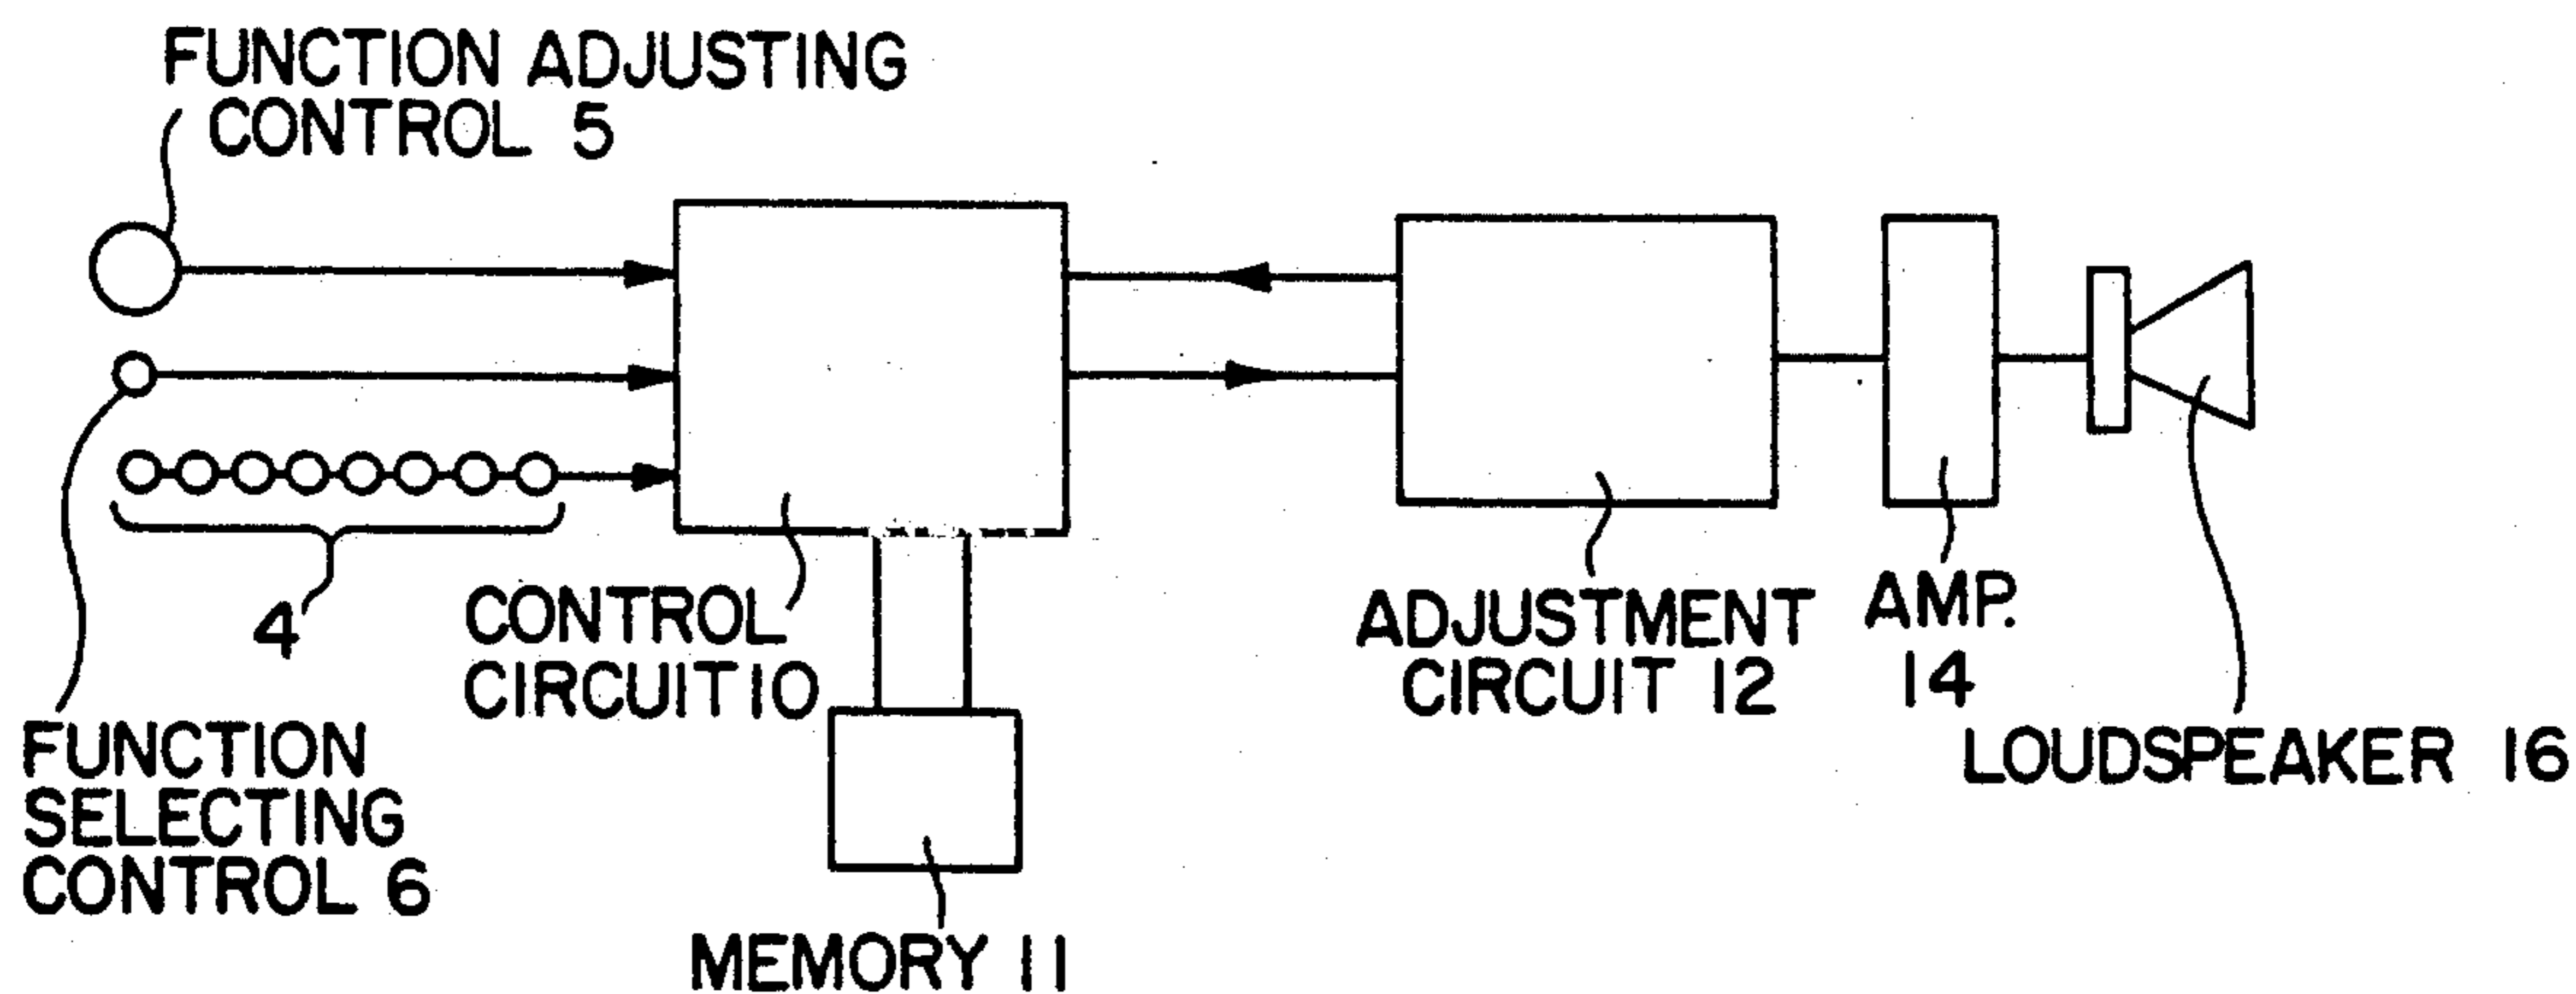 FUNCTION ADJUSTING
CONTROL 5
4
CONTROL
CIRCUIT 10
ADJUSTMENT
CIRCUIT 12
AMP.
14
LOUDSPEAKER 16
FUNCTION
SELECTING
CONTROL 6
MEMORY 11